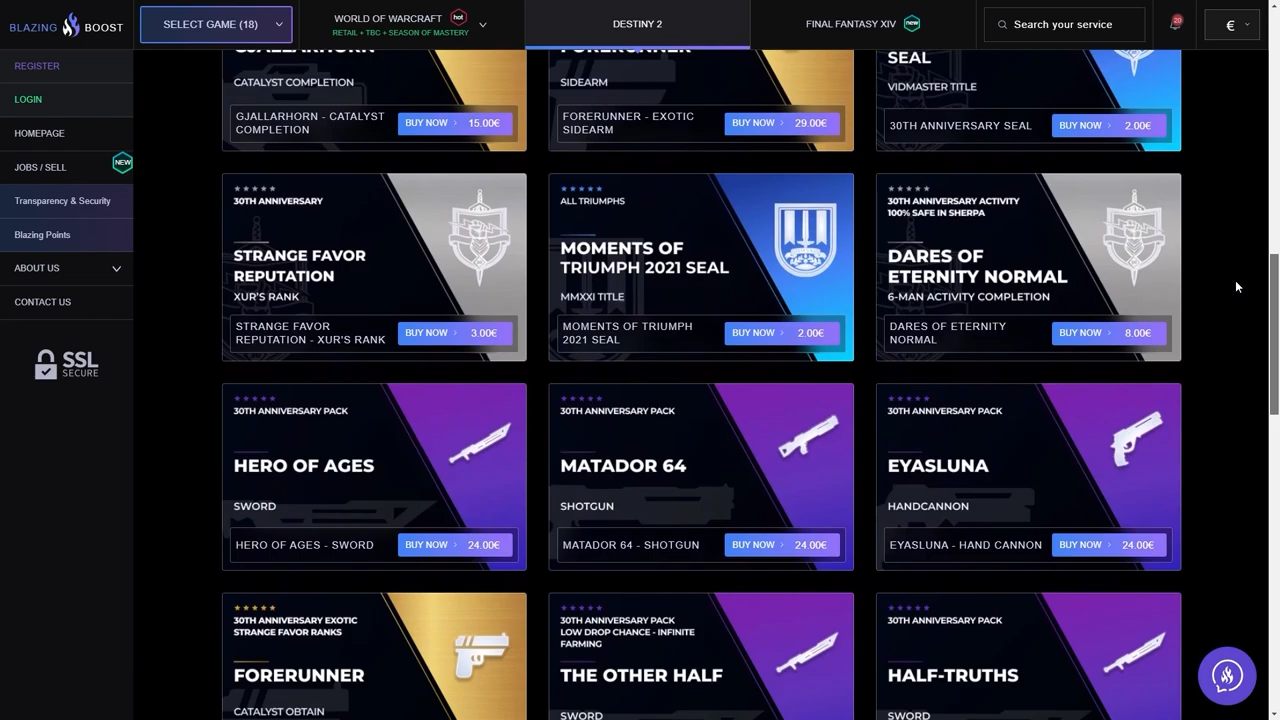 BLAZING BOOST
SELECT GAME (18)
WORLD OF WARCRAFT
hot
RETAIL + TBC + SEASON OF MASTERY
DESTINY 2
FINAL FANTASY XIV
new
Search your service
20
€
REGISTER
LOGIN
HOMEPAGE
JOBS / SELL
NEW
Transparency & Security
Blazing Points
ABOUT US
CONTACT US
SSL
SECURE
GJALLARHORN
CATALYST COMPLETION
GJALLARHORN - CATALYST
COMPLETION
BUY NOW 15.00€
FORERUNNER
SIDEARM
FORERUNNER - EXOTIC
SIDEARM
BUY NOW 29.00€
SEAL
VIDMASTER TITLE
30TH ANNIVERSARY SEAL
BUY NOW 2.00€
30TH ANNIVERSARY
STRANGE FAVOR
REPUTATION
XUR'S RANK
STRANGE FAVOR
REPUTATION - XUR'S RANK
BUY NOW 3.00€
ALL TRIUMPHS
MOMENTS OF
TRIUMPH 2021 SEAL
MMXXI TITLE
MOMENTS OF TRIUMPH
2021 SEAL
BUY NOW 2.00€
30TH ANNIVERSARY ACTIVITY
100% SAFE IN SHERPA
DARES OF
ETERNITY NORMAL
6-MAN ACTIVITY COMPLETION
DARES OF ETERNITY
NORMAL
BUY NOW 8.00€
30TH ANNIVERSARY PACK
HERO OF AGES
SWORD
HERO OF AGES - SWORD
BUY NOW 24.00€
30TH ANNIVERSARY PACK
MATADOR 64
SHOTGUN
MATADOR 64 - SHOTGUN
BUY NOW 24.00€
30TH ANNIVERSARY PACK
EYASLUNA
HANDCANNON
EYASLUNA - HAND CANNON
BUY NOW 24.00€
30TH ANNIVERSARY EXOTIC
STRANGE FAVOR RANKS
FORERUNNER
CATALYST OBTAIN
30TH ANNIVERSARY PACK
LOW DROP CHANCE - INFINITE
FARMING
THE OTHER HALF
SWORD
30TH ANNIVERSARY PACK
HALF-TRUTHS
SWORD